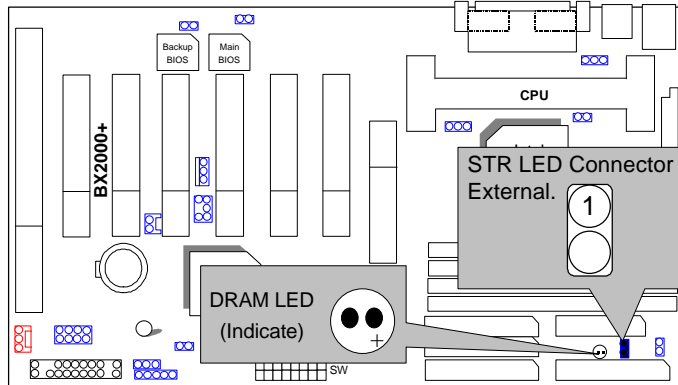 Backup
BIOS
Main
BIOS
CPU
BX2000+
STR LED Connector
External.
1
DRAM LED
(Indicate)
+
SW